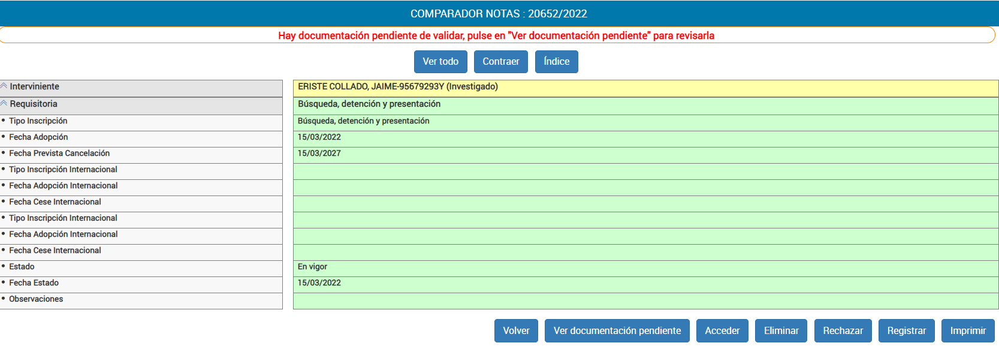 COMPARADOR NOTAS : 20652/2022
Hay documentación pendiente de validar, pulse en "Ver documentación pendiente" para revisarla
Ver todo Contraer Índice
Interviniente ERISTE COLLADO, JAIME-95679293Y (Investigado)
Requisitoria Búsqueda, detención y presentación
• Tipo Inscripción Búsqueda, detención y presentación
• Fecha Adopción 15/03/2022
• Fecha Prevista Cancelación 15/03/2027
• Tipo Inscripción Internacional
• Fecha Adopción Internacional
• Fecha Cese Internacional
• Tipo Inscripción Internacional
• Fecha Adopción Internacional
• Fecha Cese Internacional
• Estado En vigor
• Fecha Estado 15/03/2022
• Observaciones
Volver Ver documentación pendiente Acceder Eliminar Rechazar Registrar Imprimir